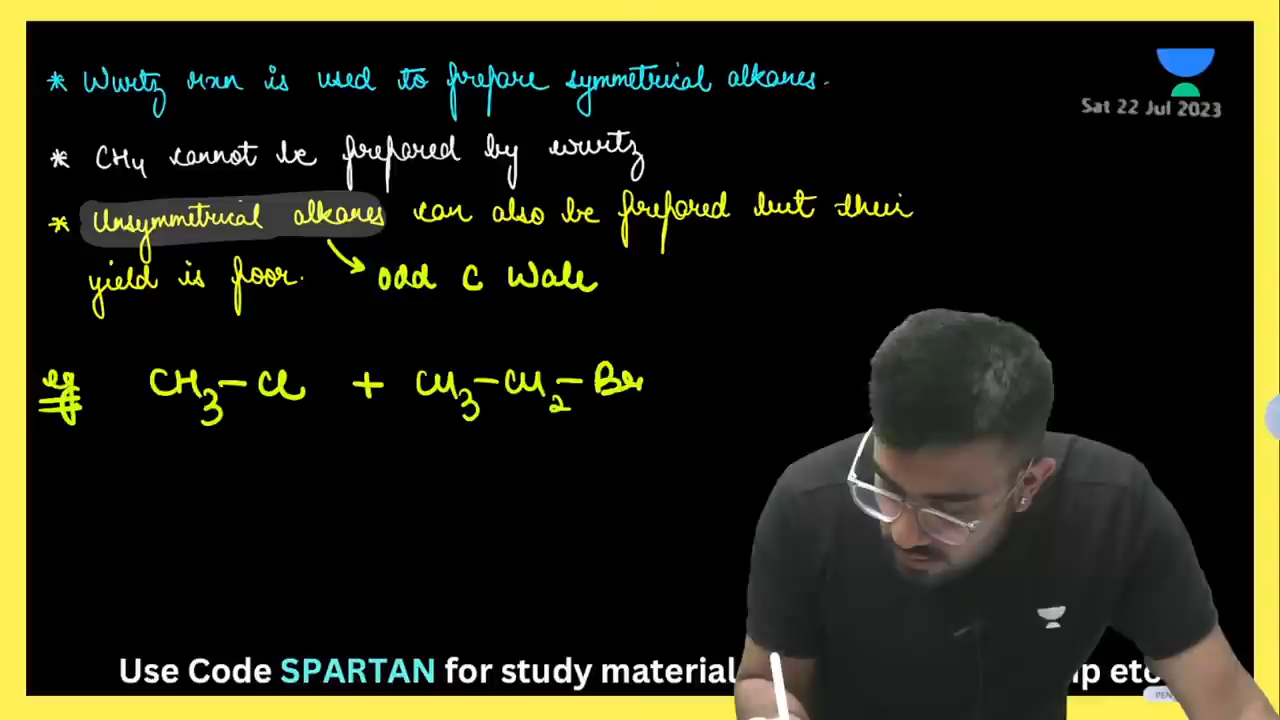 * Wurtz rxn is used to prepare symmetrical alkanes.
Sat 22 Jul 2023
* CH4 cannot be prepared by wurtz
* Unsymmetrical alkanes can also be prepared but their
yield is poor. → odd C Wale
eg CH3-Cl + CH3-CH2-Br
Use Code SPARTAN for study material
PEN